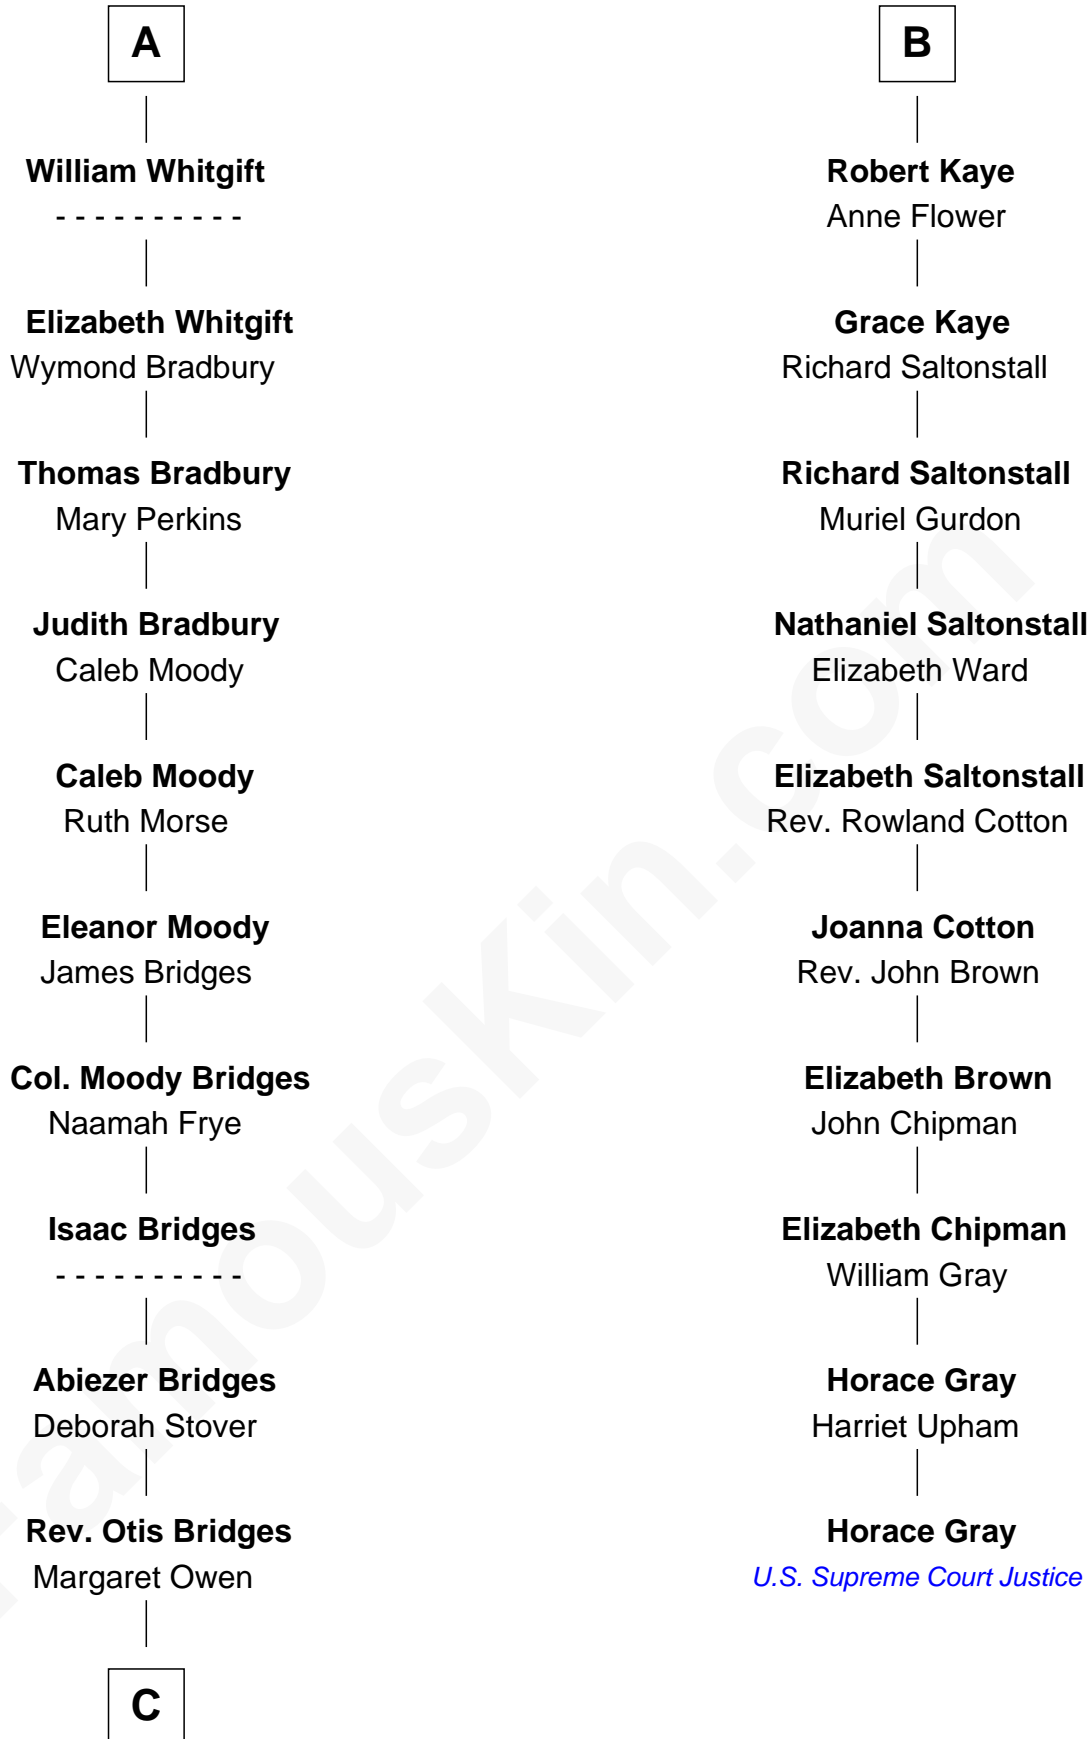 A
William Whitgift
- - - - - - - - - -
Elizabeth Whitgift
Wymond Bradbury
Thomas Bradbury
Mary Perkins
Judith Bradbury
Caleb Moody
Caleb Moody
Ruth Morse
Eleanor Moody
James Bridges
Col. Moody Bridges
Naamah Frye
Isaac Bridges
- - - - - - - - - -
Abiezer Bridges
Deborah Stover
Rev. Otis Bridges
Margaret Owen
C
B
Robert Kaye
Anne Flower
Grace Kaye
Richard Saltonstall
Richard Saltonstall
Muriel Gurdon
Nathaniel Saltonstall
Elizabeth Ward
Elizabeth Saltonstall
Rev. Rowland Cotton
Joanna Cotton
Rev. John Brown
Elizabeth Brown
John Chipman
Elizabeth Chipman
William Gray
Horace Gray
Harriet Upham
Horace Gray
U.S. Supreme Court Justice
FamousKin.com